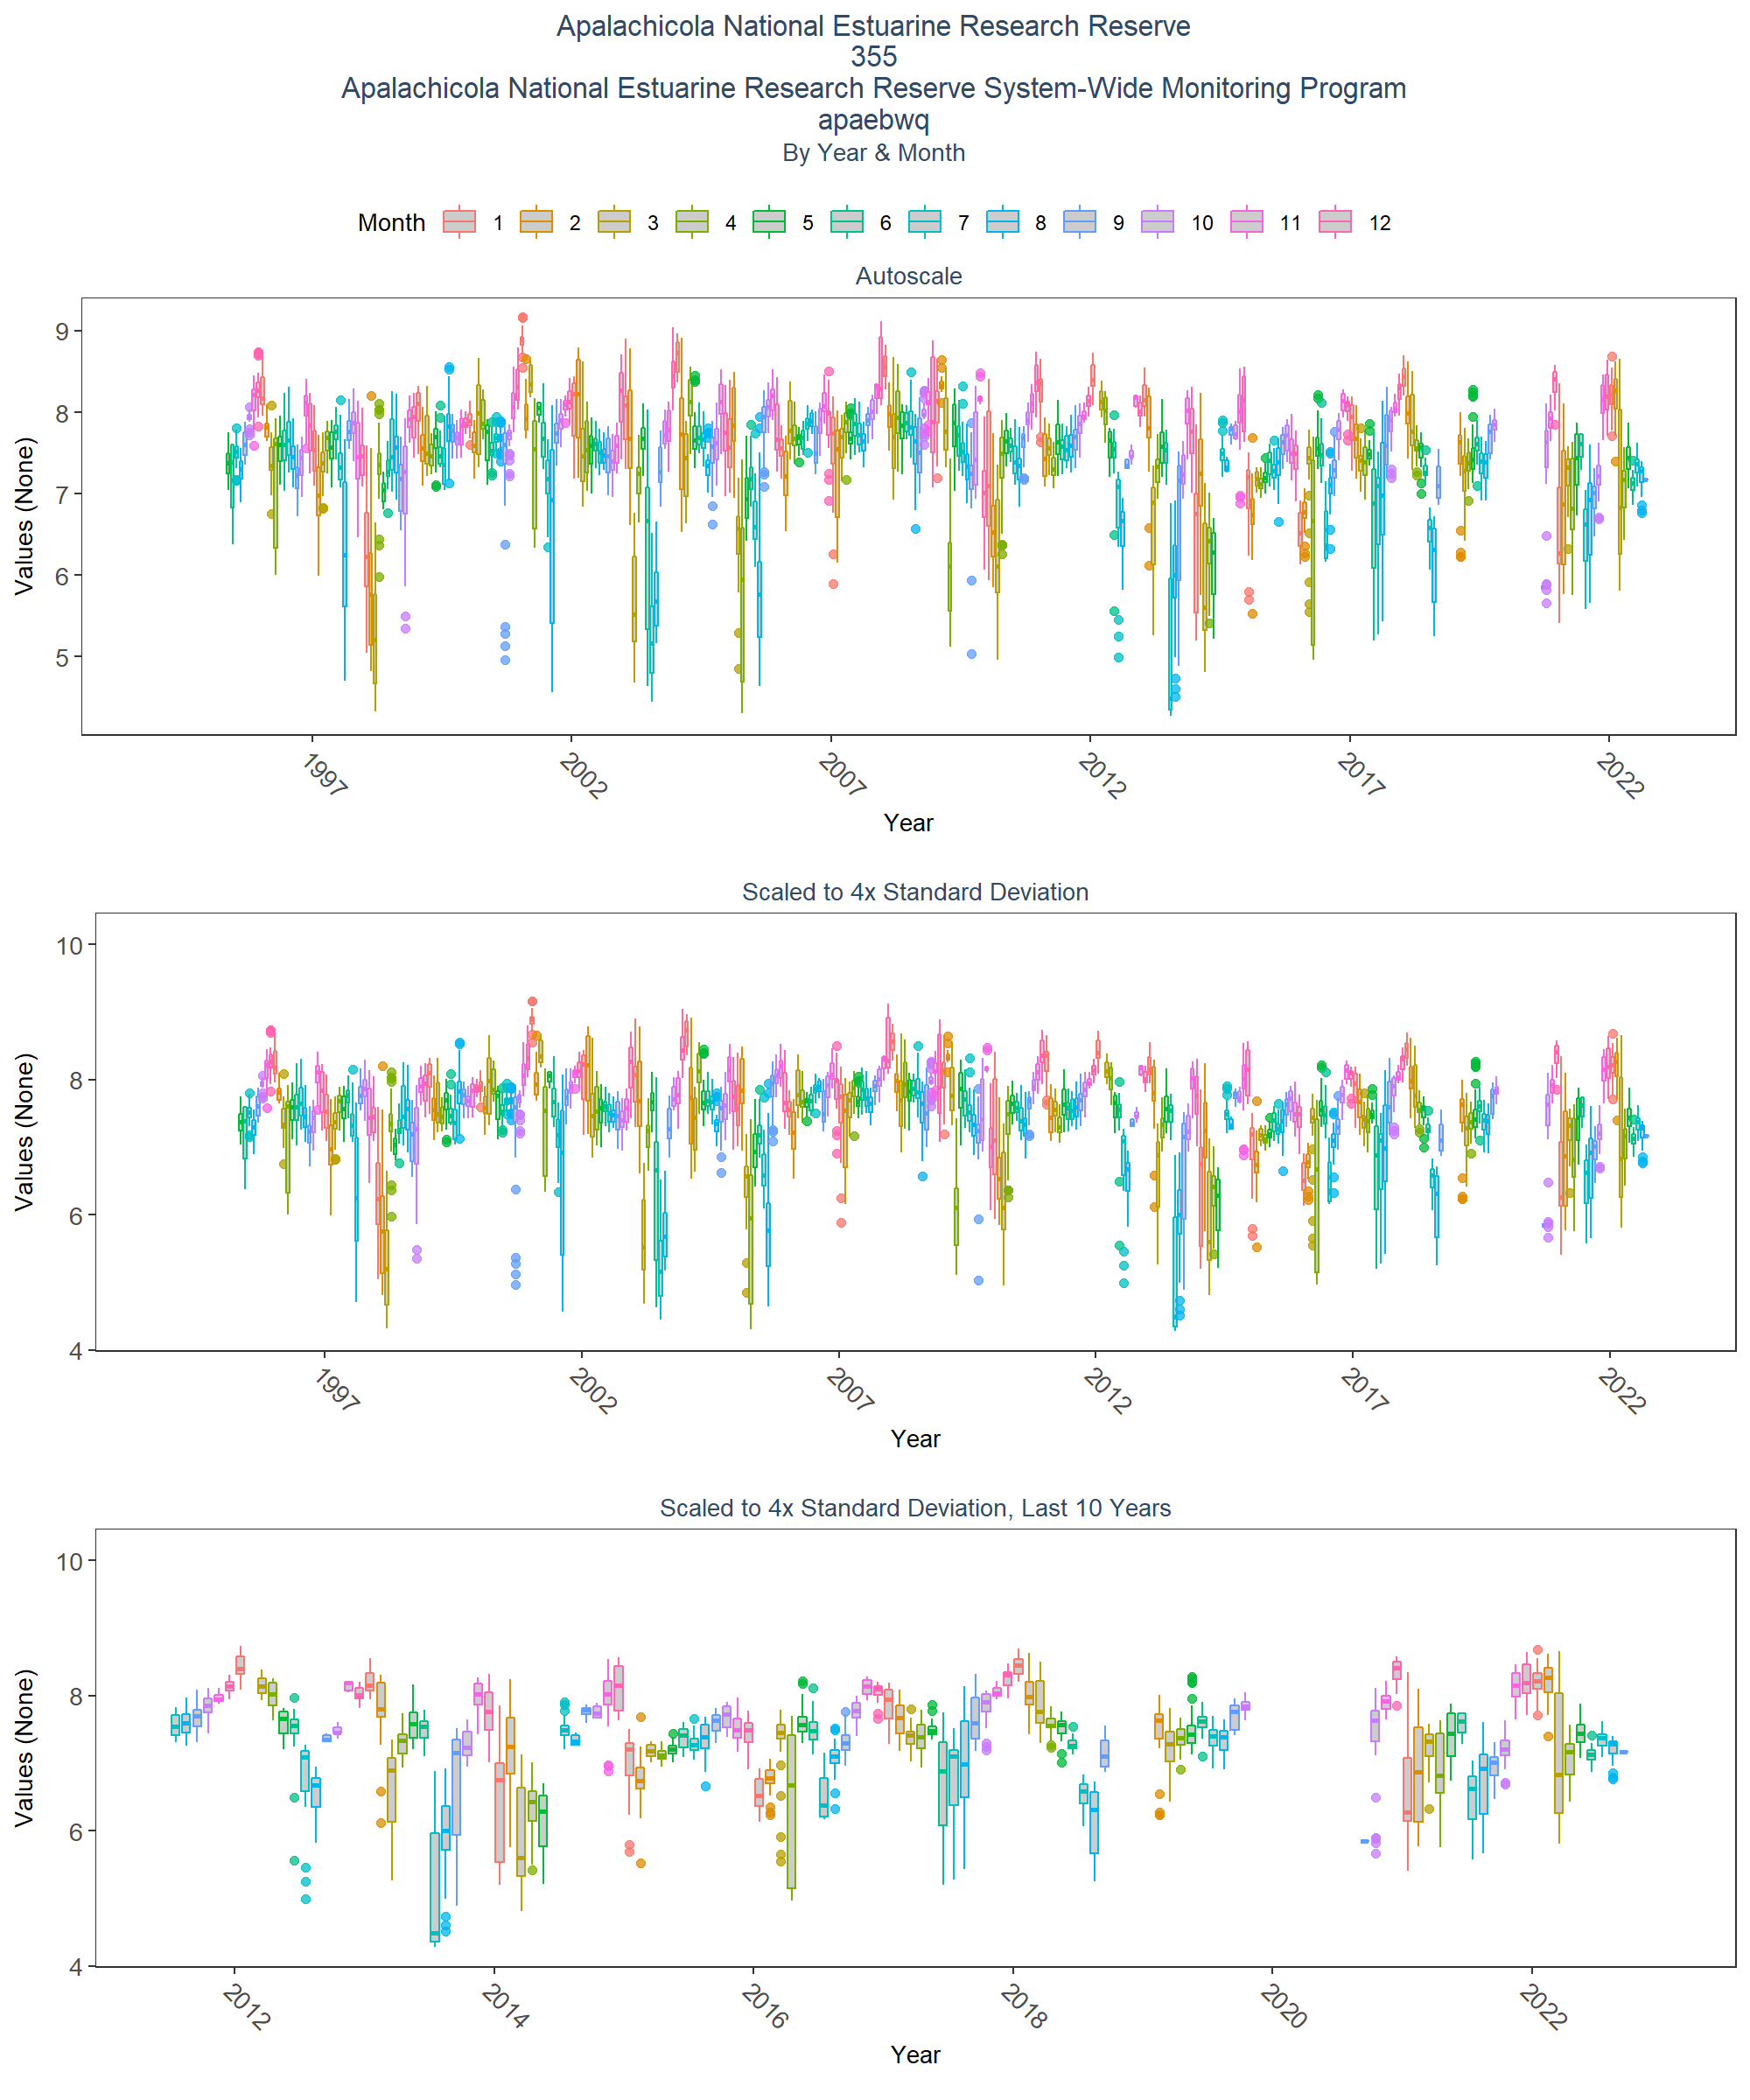 Apalachicola National Estuarine Research Reserve
355
Apalachicola National Estuarine Research Reserve System-Wide Monitoring Program
apaebwq
By Year & Month
Month 1 2 3 4 5 6 7 8 9 10 11 12
Autoscale
9
8
7
6
5
Values (None)
1997 2002 2007 2012 2017 2022
Year
Scaled to 4x Standard Deviation
10
8
6
4
Values (None)
1997 2002 2007 2012 2017 2022
Year
Scaled to 4x Standard Deviation, Last 10 Years
10
8
6
4
Values (None)
2012 2014 2016 2018 2020 2022
Year